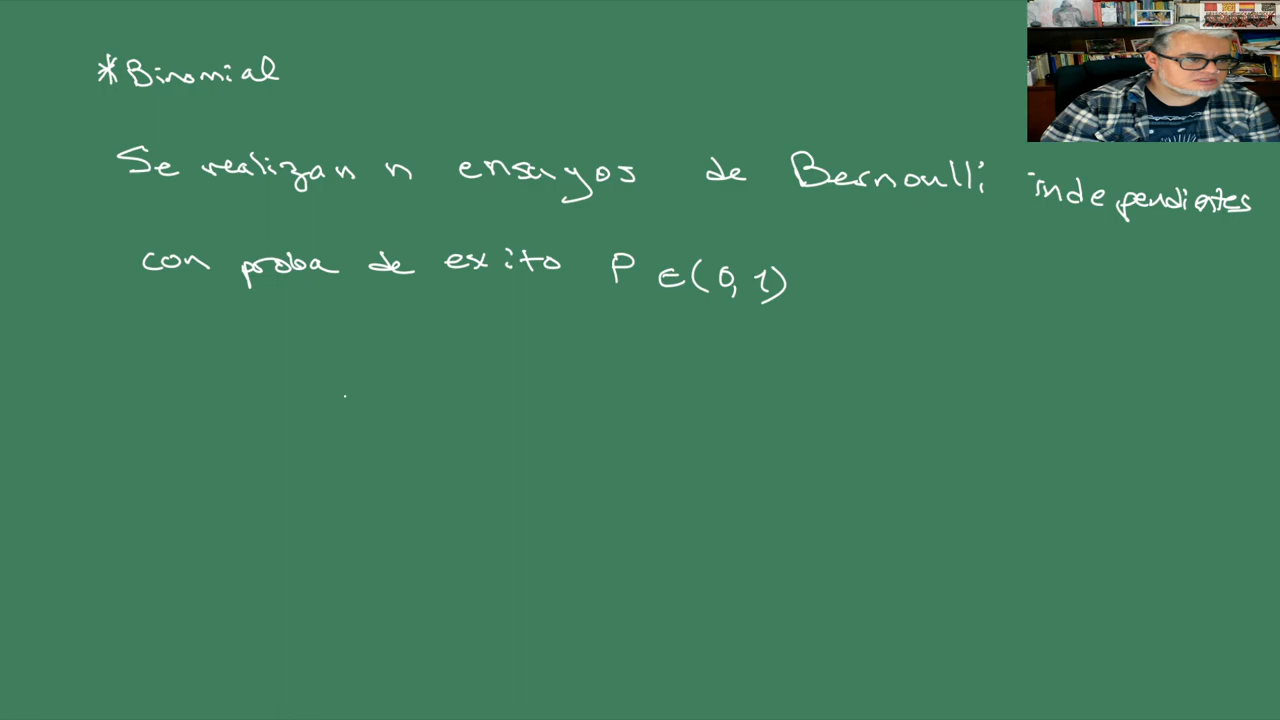 *Binomial
Se realizan n ensayos de Bernoulli independientes
con proba de exito P ∈ (0, 1)